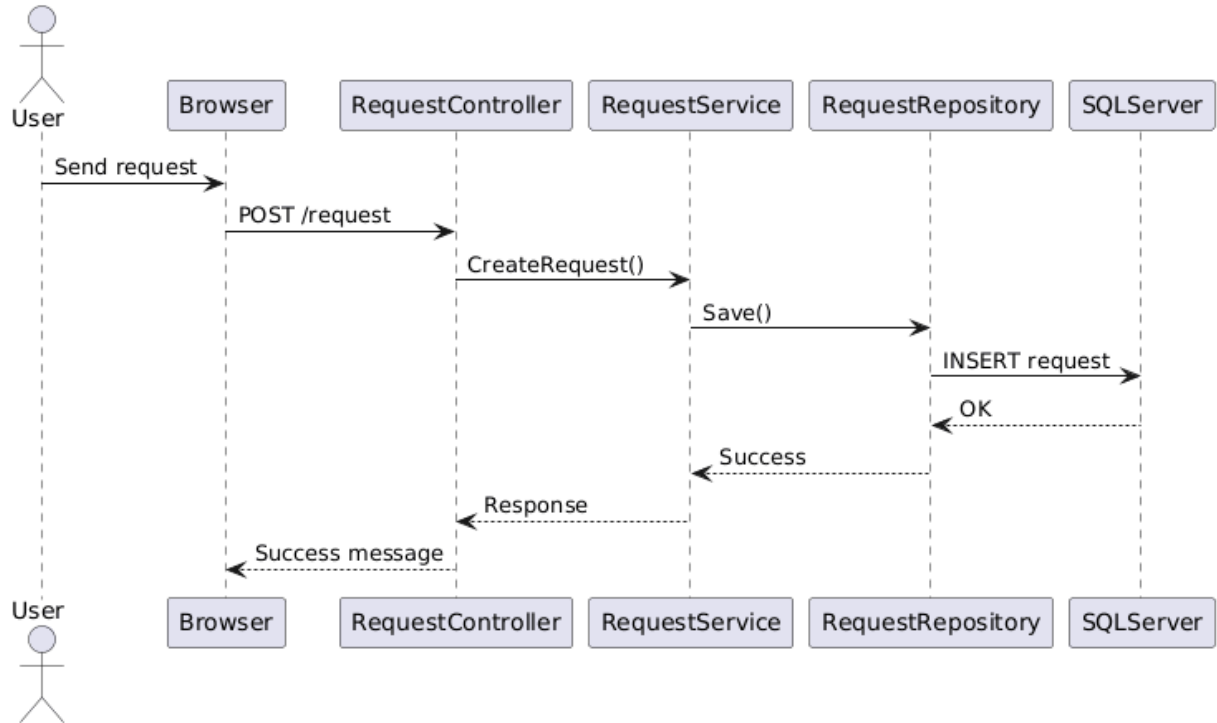 User
Browser
RequestController
RequestService
RequestRepository
SQLServer
Send request
POST /request
CreateRequest()
Save()
INSERT request
OK
Success
Response
Success message
User
Browser
RequestController
RequestService
RequestRepository
SQLServer